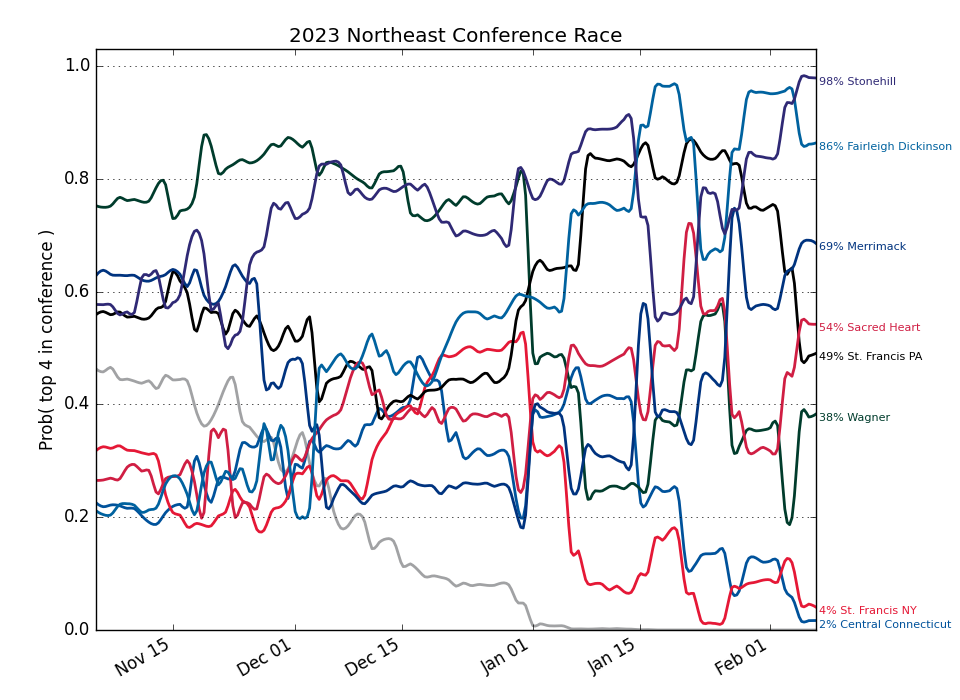 2023 Northeast Conference Race
Prob( top 4 in conference )
1.0
0.8
0.6
0.4
0.2
0.0
Nov 15
Dec 01
Dec 15
Jan 01
Jan 15
Feb 01
98% Stonehill
86% Fairleigh Dickinson
69% Merrimack
54% Sacred Heart
49% St. Francis PA
38% Wagner
4% St. Francis NY
2% Central Connecticut